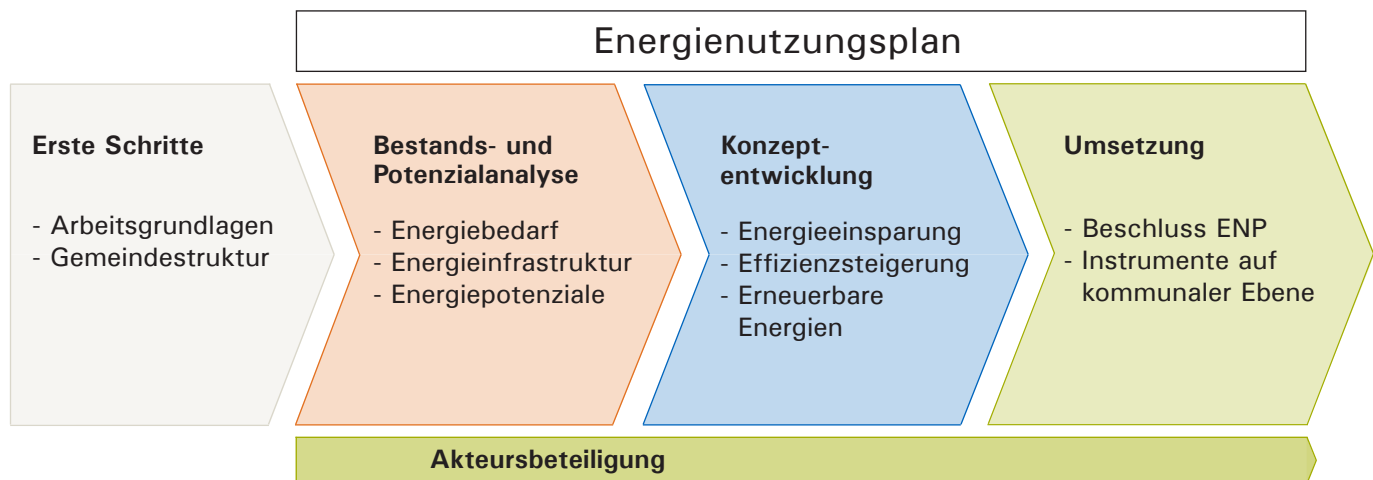 Energienutzungsplan
Erste Schritte
- Arbeitsgrundlagen
- Gemeindestruktur
Bestands- und
Potenzialanalyse
- Energiebedarf
- Energieinfrastruktur
- Energiepotenziale
Konzept-
entwicklung
- Energieeinsparung
- Effizienzsteigerung
- Erneuerbare
Energien
Umsetzung
- Beschluss ENP
- Instrumente auf
kommunaler Ebene
Akteursbeteiligung